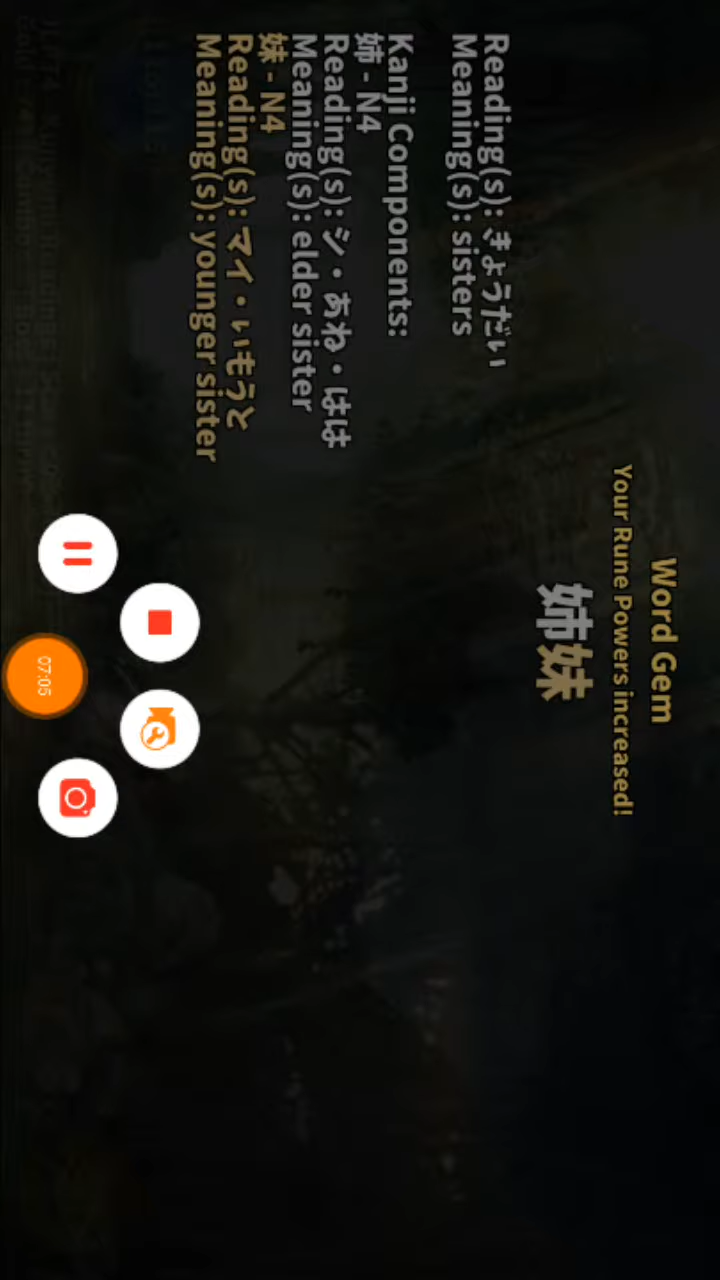 Word Gem
Your Rune Powers increased!
姉妹
Reading(s): きょうだい
Meaning(s): sisters
Kanji Components:
姉 - N4
Reading(s): シ・あね・はは
Meaning(s): elder sister
妹 - N4
Reading(s): マイ・いもうと
Meaning(s): younger sister
07:05